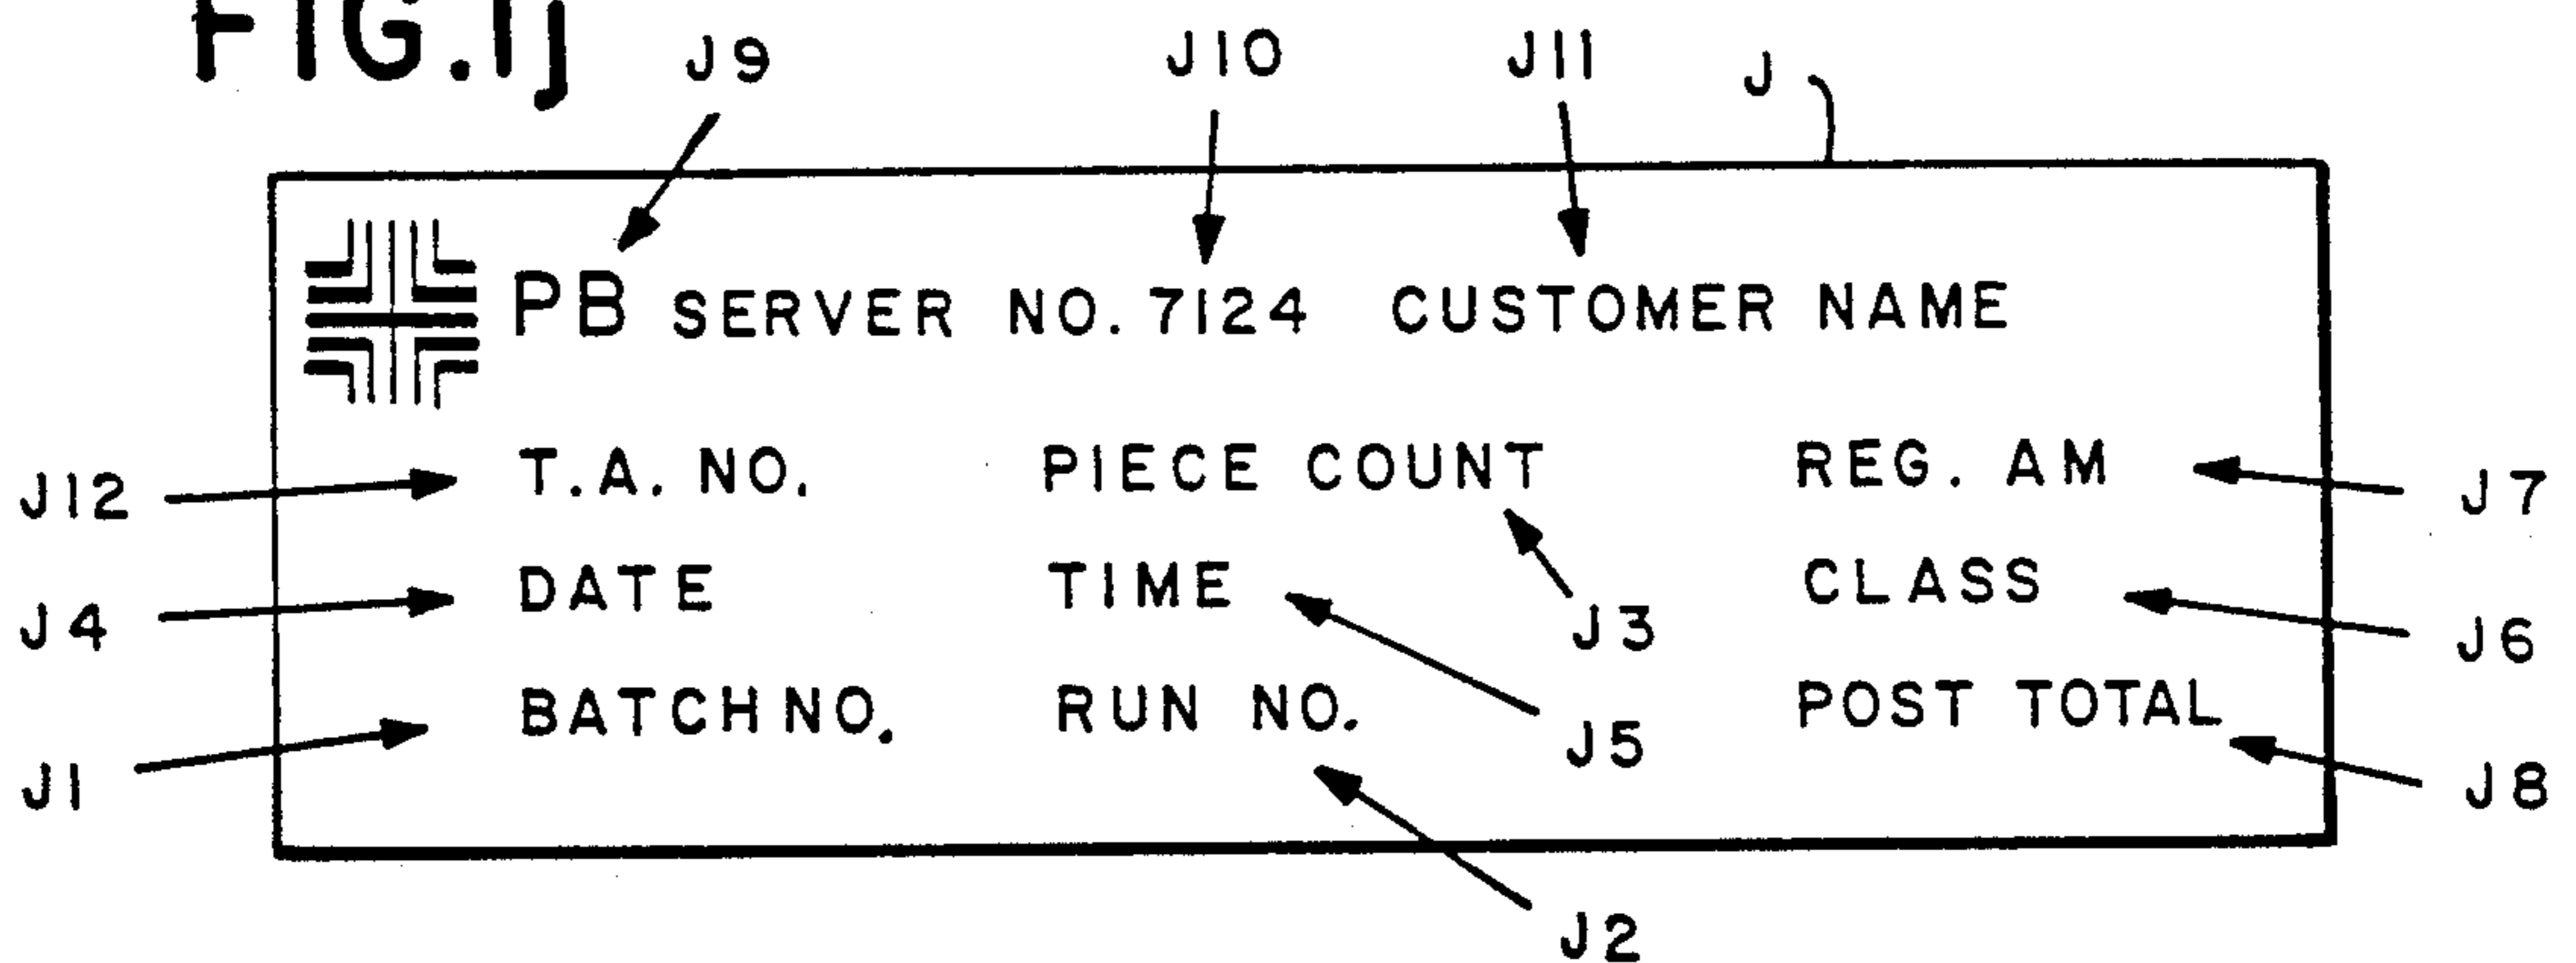 FIG.1j
J9 J10 J11 J
PB SERVER NO. 7124 CUSTOMER NAME
J12 T.A. NO. PIECE COUNT REG. AM J7
J4 DATE TIME J3 CLASS J6
J1 BATCH NO. RUN NO. J5 POST TOTAL J8
J2